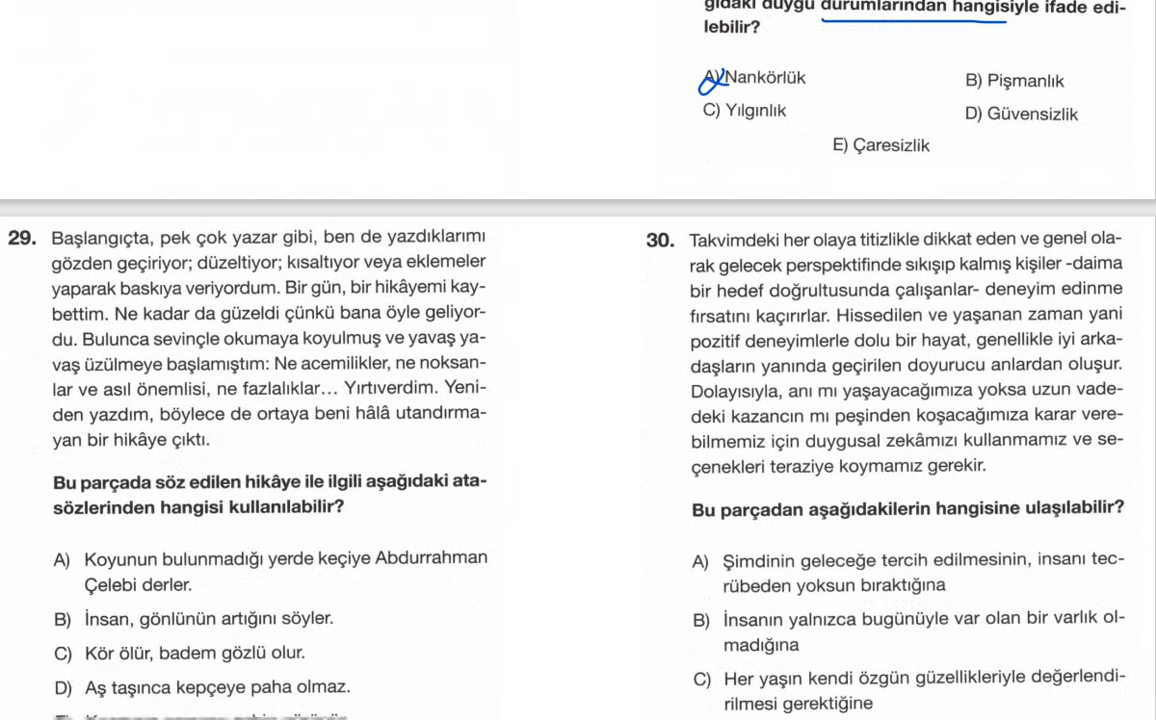 gıdaki duygu durumlarından hangisiyle ifade edi-
lebilir?
A) Nankörlük
B) Pişmanlık
C) Yılgınlık
D) Güvensizlik
E) Çaresizlik
29. Başlangıçta, pek çok yazar gibi, ben de yazdıklarımı
gözden geçiriyor; düzeltiyor; kısaltıyor veya eklemeler
yaparak baskıya veriyordum. Bir gün, bir hikâyemi kay-
bettim. Ne kadar da güzeldi çünkü bana öyle geliyor-
du. Bulunca sevinçle okumaya koyulmuş ve yavaş ya-
vaş üzülmeye başlamıştım: Ne acemilikler, ne noksan-
lar ve asıl önemlisi, ne fazlalıklar... Yırtıverdim. Yeni-
den yazdım, böylece de ortaya beni hâlâ utandırma-
yan bir hikâye çıktı.
Bu parçada söz edilen hikâye ile ilgili aşağıdaki ata-
sözlerinden hangisi kullanılabilir?
A) Koyunun bulunmadığı yerde keçiye Abdurrahman
Çelebi derler.
B) İnsan, gönlünün artığını söyler.
C) Kör ölür, badem gözlü olur.
D) Aş taşınca kepçeye paha olmaz.
30. Takvimdeki her olaya titizlikle dikkat eden ve genel ola-
rak gelecek perspektifinde sıkışıp kalmış kişiler -daima
bir hedef doğrultusunda çalışanlar- deneyim edinme
fırsatını kaçırırlar. Hissedilen ve yaşanan zaman yani
pozitif deneyimlerle dolu bir hayat, genellikle iyi arka-
daşların yanında geçirilen doyurucu anlardan oluşur.
Dolayısıyla, anı mı yaşayacağımıza yoksa uzun vade-
deki kazancın mı peşinden koşacağımıza karar vere-
bilmemiz için duygusal zekâmızı kullanmamız ve se-
çenekleri teraziye koymamız gerekir.
Bu parçadan aşağıdakilerin hangisine ulaşılabilir?
A) Şimdinin geleceğe tercih edilmesinin, insanı tec-
rübeden yoksun bıraktığına
B) İnsanın yalnızca bugünüyle var olan bir varlık ol-
madığına
C) Her yaşın kendi özgün güzellikleriyle değerlendi-
rilmesi gerektiğine